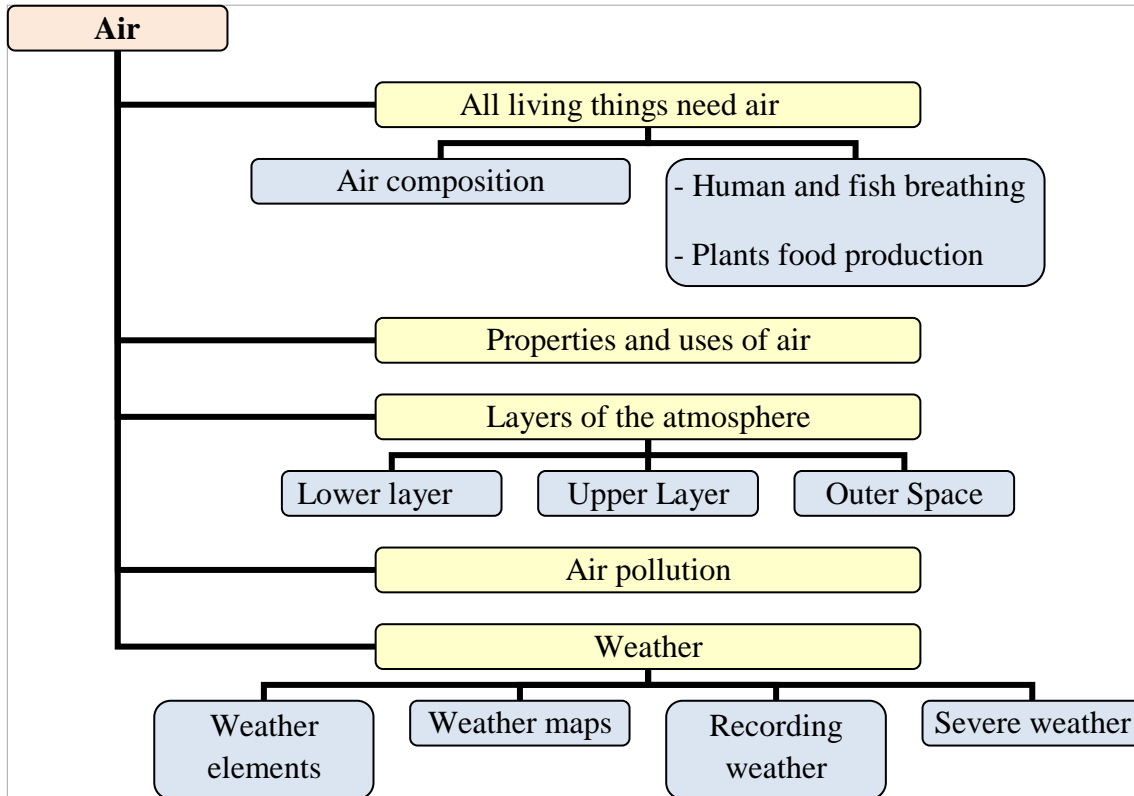 Air
All living things need air
Air composition
- Human and fish breathing
- Plants food production
Properties and uses of air
Layers of the atmosphere
Lower layer
Upper Layer
Outer Space
Air pollution
Weather
Weather
elements
Weather maps
Recording
weather
Severe weather